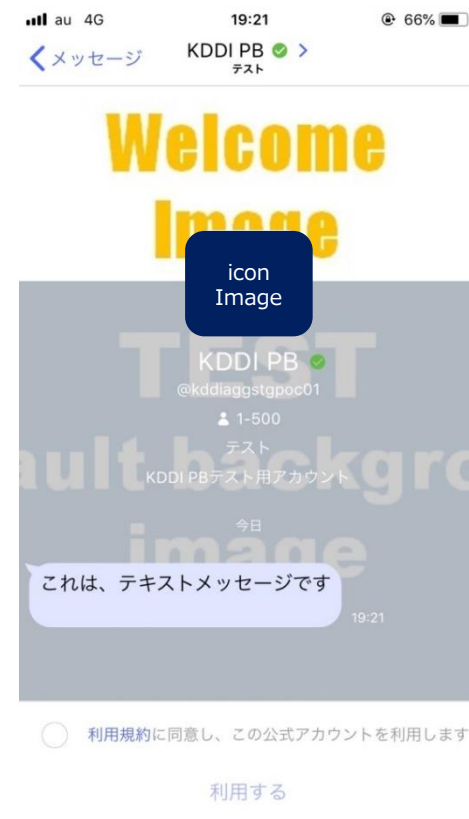 au 4G 19:21 66%
メッセージ KDDI PB
テスト
Welcome
Image
icon
Image
TEST
KDDI PB
@kddiaggstgpoc01
1-500
テスト
ault backgro
KDDI PBテスト用アカウント
今日
image
これは、テキストメッセージです
19:21
利用規約に同意し、この公式アカウントを利用します
利用する